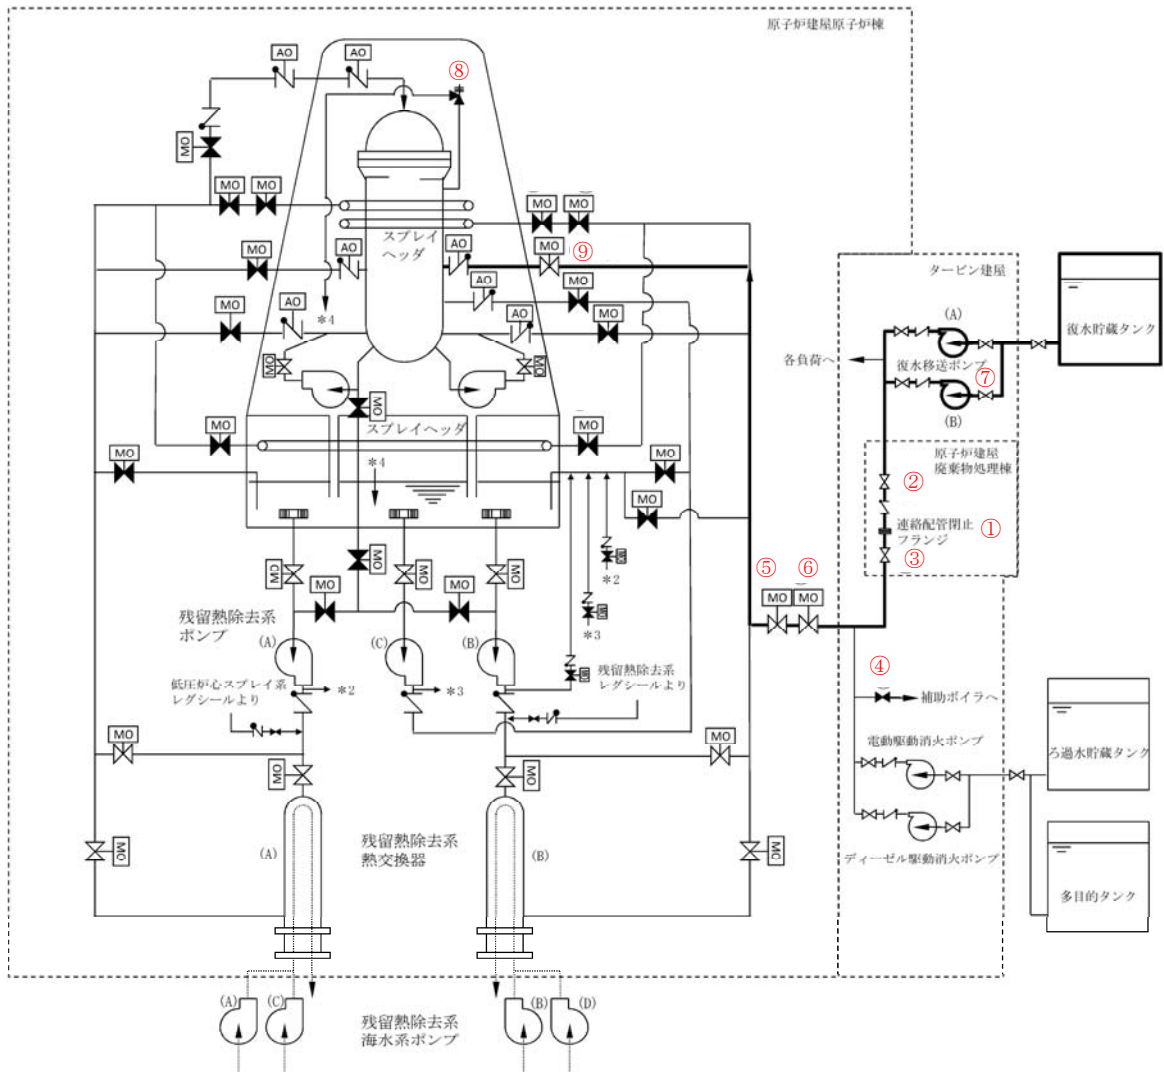 原子炉建屋原子炉棟
AO
AO
⑧
MO
MO
MO
MO
MO
スプレイ
ヘッダ
AO
MO
⑨
MO
AO
AO
MO
タービン建屋
*4
MO
AO
AO
MO
(A)
復水貯蔵タンク
各負荷へ
復水移送ポンプ
⑦
(B)
MO
MO
MO
スプレイヘッダ
MO
MO
原子炉建屋
廃棄物処理棟
MO
*4
MO
②
MO
連絡配管閉止
フランジ
①
③
MO
MO
MO
MO
*2
⑤
⑥
MO
MO
MO
MO
残留熱除去系
ポンプ
(A)
(C)
(B)
*3
④
低圧炉心スプレイ系
レグシールより
*2
*3
残留熱除去系
レグシールより
補助ボイラへ
MO
MO
電動駆動消火ポンプ
ろ過水貯蔵タンク
MO
MO
残留熱除去系
熱交換器
(A)
(B)
MO
MO
ディーゼル駆動消火ポンプ
多目的タンク
(A)
(C)
(B)
(D)
残留熱除去系
海水系ポンプ